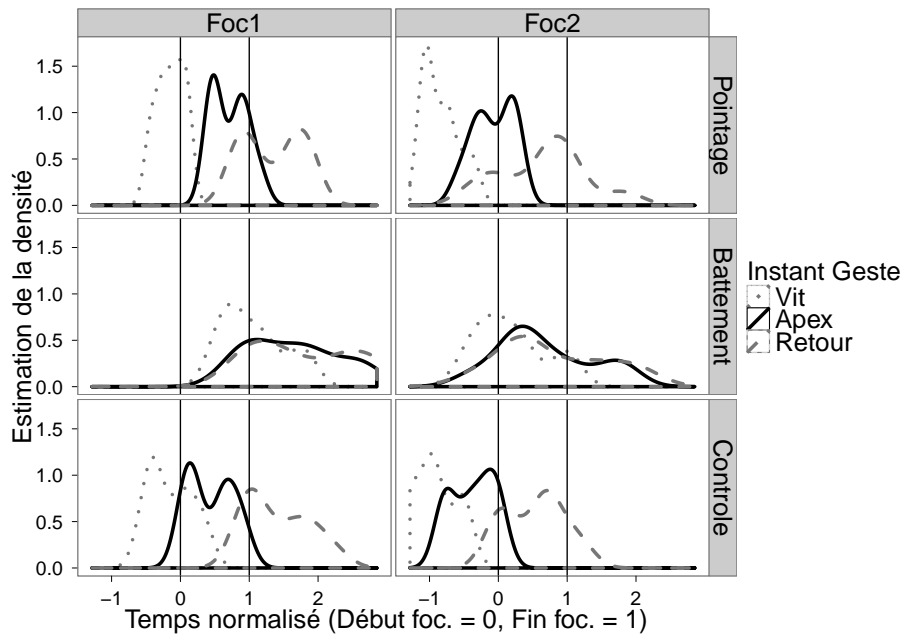 Foc1
Foc2
Estimation de la densité
1.5
1.0
0.5
0.0
Pointage
1.5
1.0
0.5
0.0
Battement
1.5
1.0
0.5
0.0
Controle
Instant Geste
Vit
Apex
Retour
−1 0 1 2
−1 0 1 2
Temps normalisé (Début foc. = 0, Fin foc. = 1)